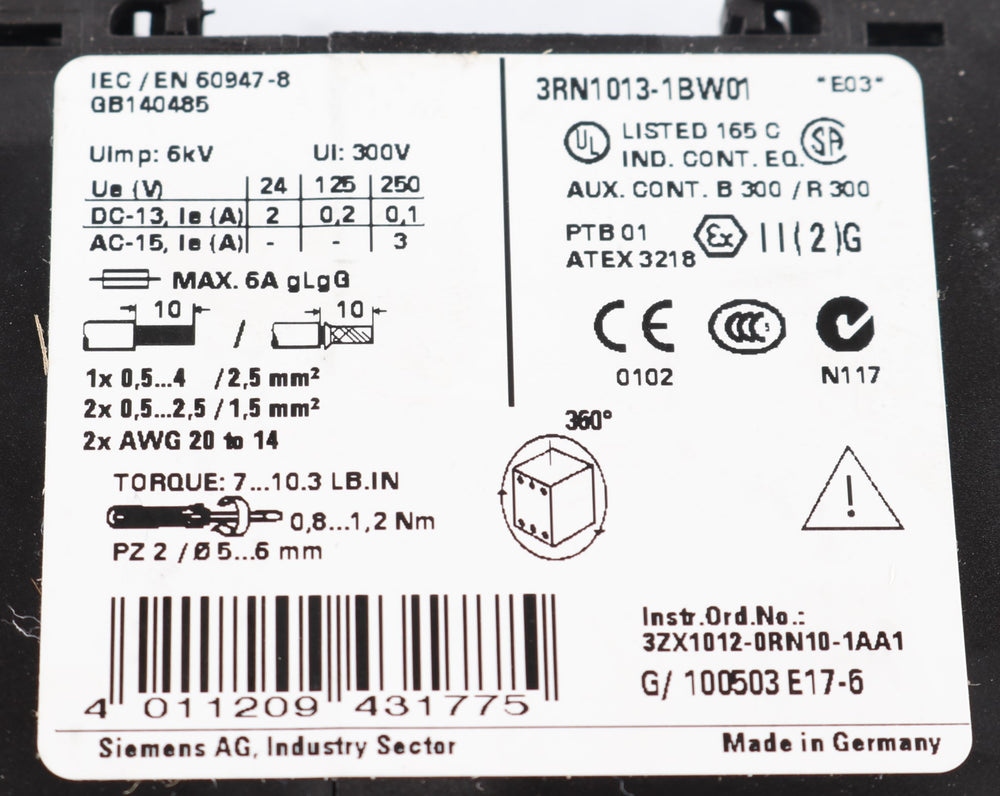 IEC / EN 60947-8
GB140485
UImp: 6kV UI: 300V
Ue (V) 24 125 250
DC-13, Ie (A) 2 0,2 0,1
AC-15, Ie (A) - - 3
MAX. 6A gLgG
10 / 10
1x 0,5...4 / 2,5 mm²
2x 0,5...2,5 / 1,5 mm²
2x AWG 20 to 14
TORQUE: 7...10.3 LB.IN
0,8...1,2 Nm
PZ 2 / Ø 5...6 mm
3RN1013-1BW01 "E03"
UL LISTED 165 C SA
IND. CONT. EQ.
AUX. CONT. B 300 / R 300
PTB 01 Ex II(2)G
ATEX 3218
CE CCC S
0102 N117
360°
!
4 011209 431775
Instr.Ord.No.:
3ZX1012-0RN10-1AA1
G/ 100503 E17-6
Siemens AG, Industry Sector Made in Germany